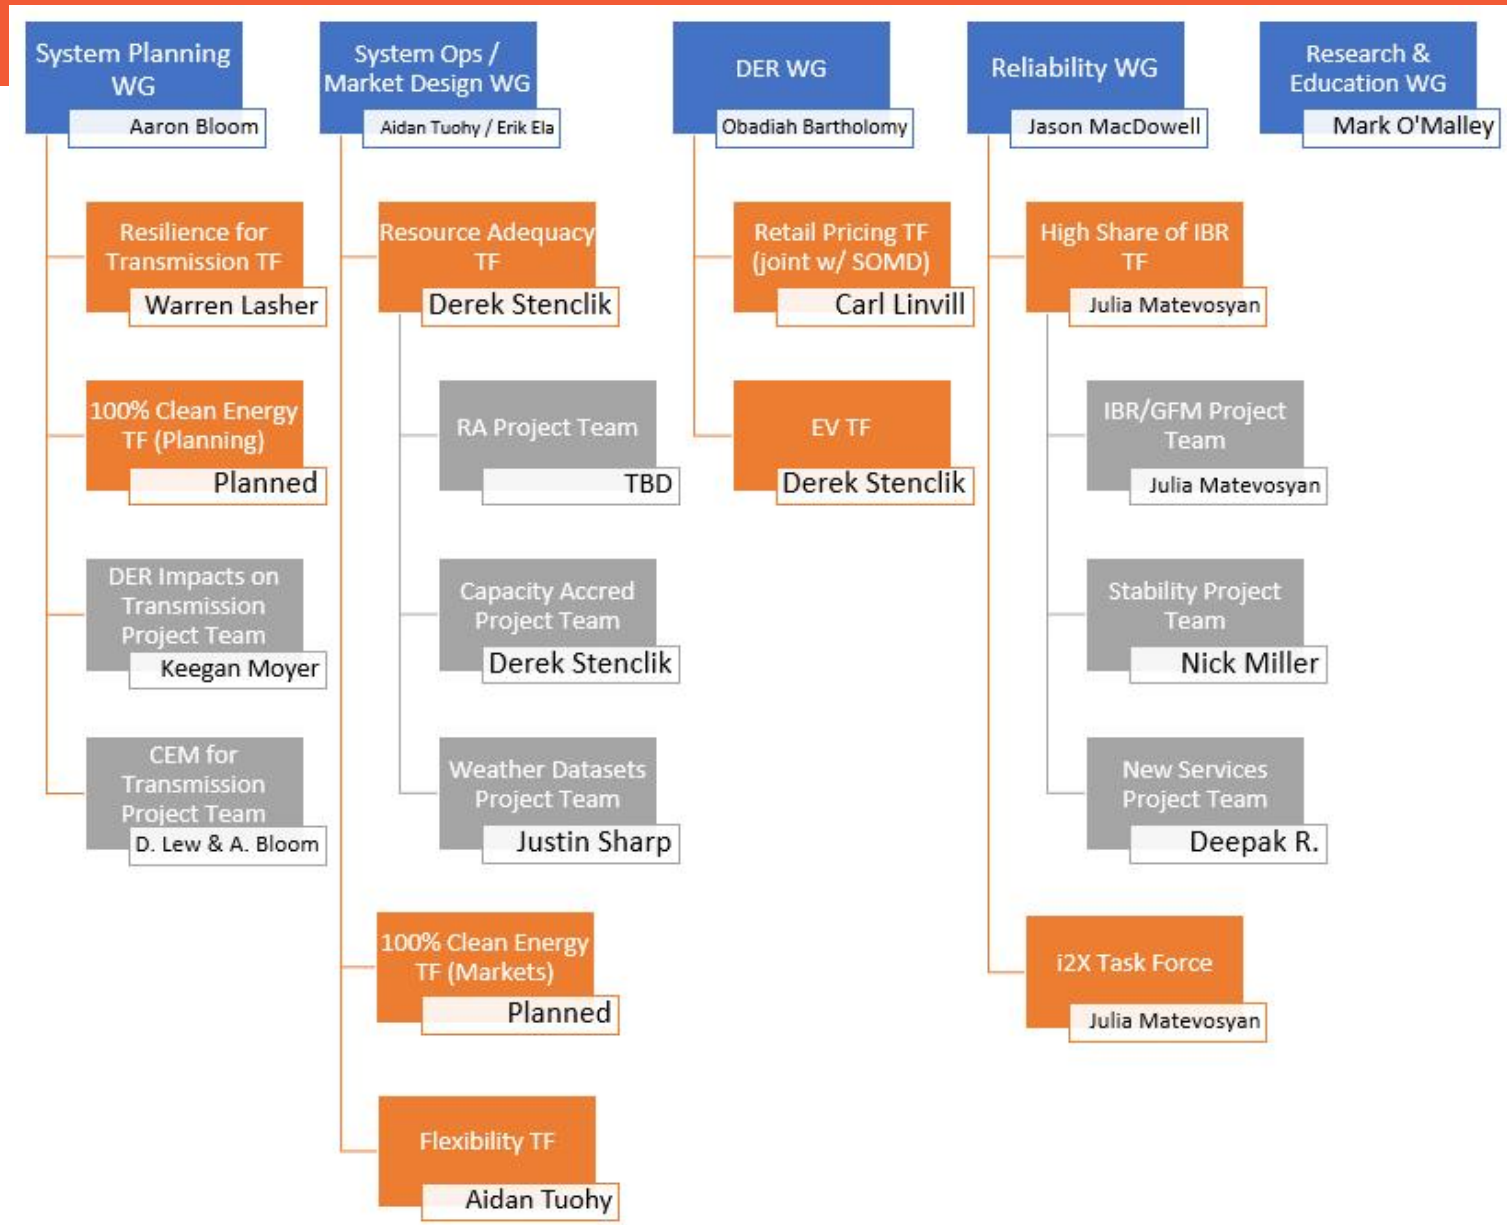 System Planning
WG
Aaron Bloom
Resilience for
Transmission TF
Warren Lasher
100% Clean Energy
TF (Planning)
Planned
DER Impacts on
Transmission
Project Team
Keegan Moyer
CEM for
Transmission
Project Team
D. Lew & A. Bloom
System Ops /
Market Design WG
Aidan Tuohy / Erik Ela
Resource Adequacy
TF
Derek Stenclik
RA Project Team
TBD
Capacity Accred
Project Team
Derek Stenclik
Weather Datasets
Project Team
Justin Sharp
100% Clean Energy
TF (Markets)
Planned
Flexibility TF
Aidan Tuohy
DER WG
Obadiah Bartholomy
Retail Pricing TF
(joint w/ SOMD)
Carl Linvill
EV TF
Derek Stenclik
Reliability WG
Jason MacDowell
High Share of IBR
TF
Julia Matevosyan
IBR/GFM Project
Team
Julia Matevosyan
Stability Project
Team
Nick Miller
New Services
Project Team
Deepak R.
i2X Task Force
Julia Matevosyan
Research &
Education WG
Mark O'Malley